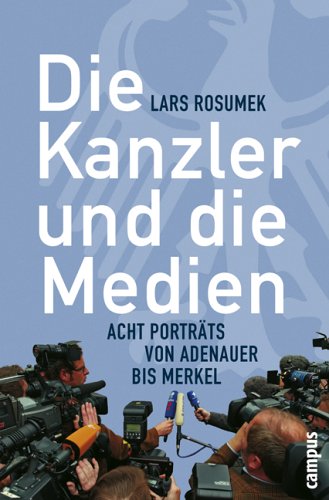 Die
LARS ROSUMEK
Kanzler
und die
Medien
ACHT PORTRÄTS
VON ADENAUER
BIS MERKEL
campus